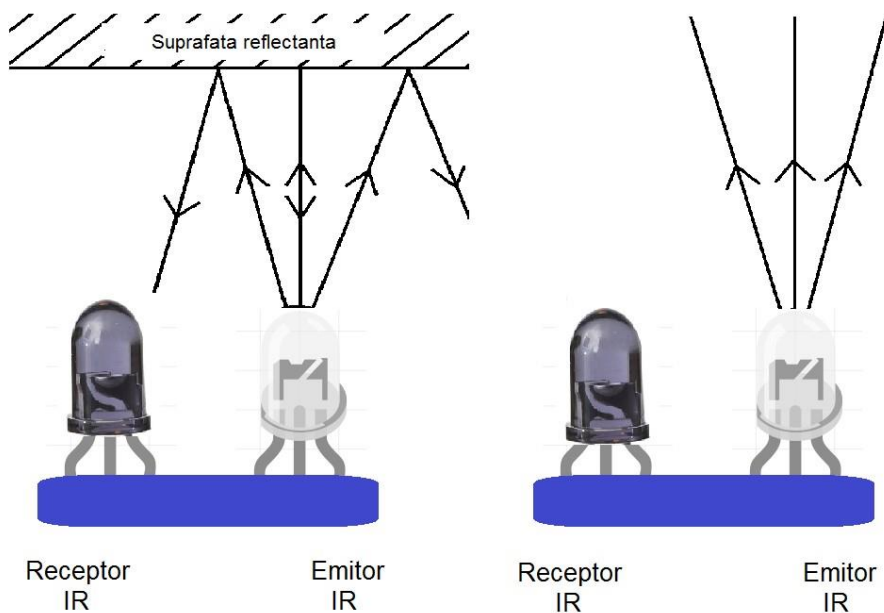 Suprafata reflectanta
Receptor
IR
Emitor
IR
Receptor
IR
Emitor
IR